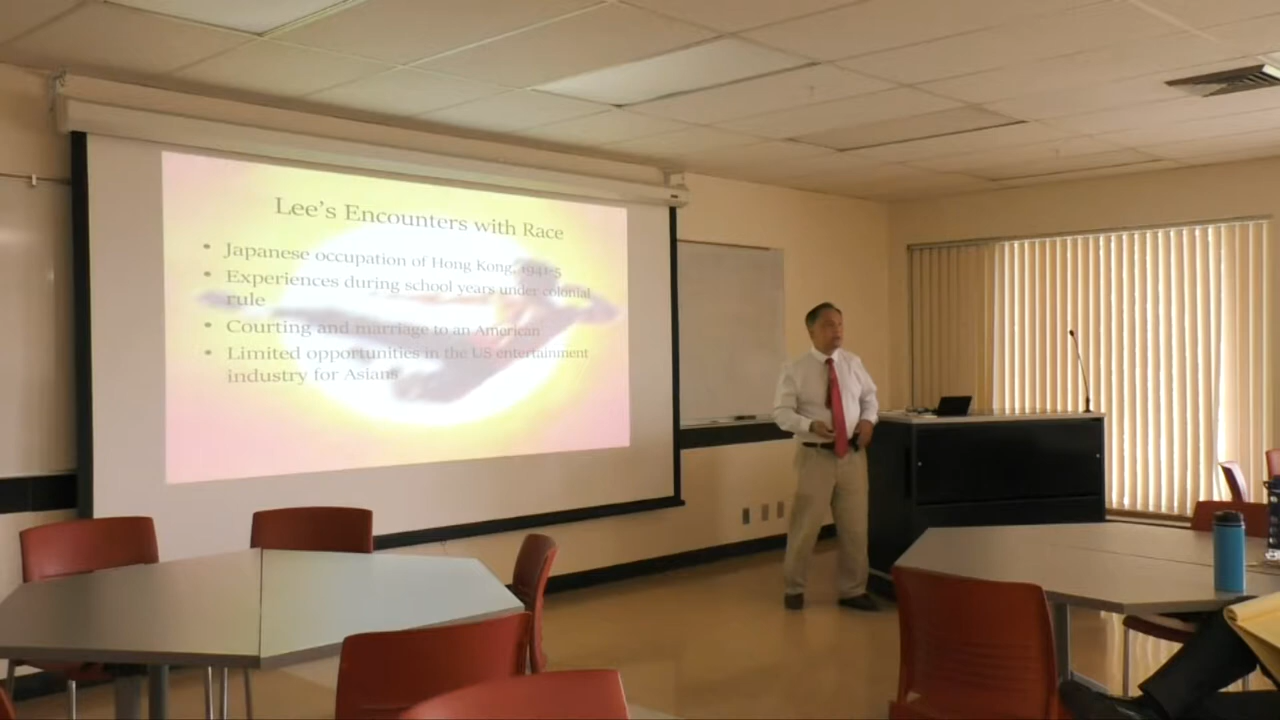 Lee's Encounters with Race
• Japanese occupation of Hong Kong, 1941-5
• Experiences during school years under colonial
rule
• Courting and marriage to an American
• Limited opportunities in the US entertainment
industry for Asians